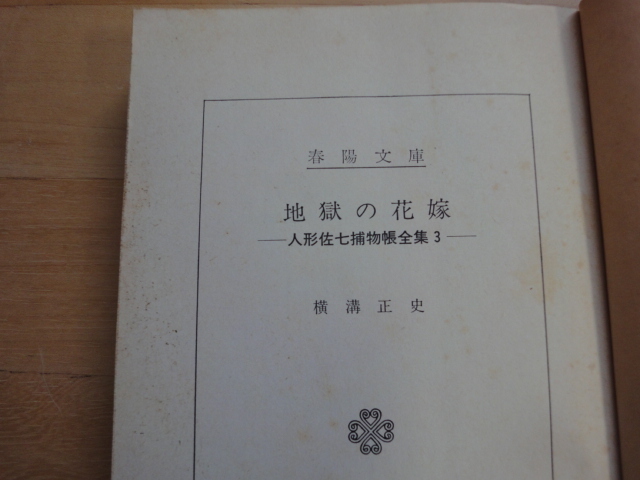 春陽文庫
地獄の花嫁
―人形佐七捕物帳全集3―
横溝正史